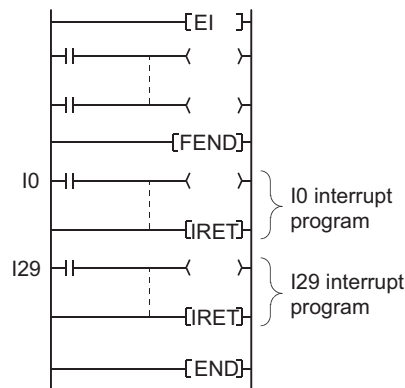 EI
FEND
I0
I0 interrupt
program
IRET
I29
I29 interrupt
program
IRET
END